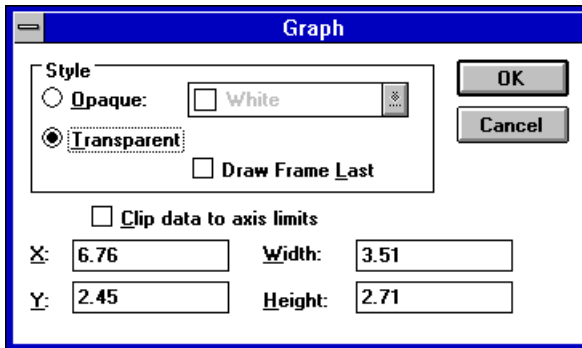 Graph
Style
Opaque: White
Transparent
Draw Frame Last
OK
Cancel
Clip data to axis limits
X: 6.76 Width: 3.51
Y: 2.45 Height: 2.71